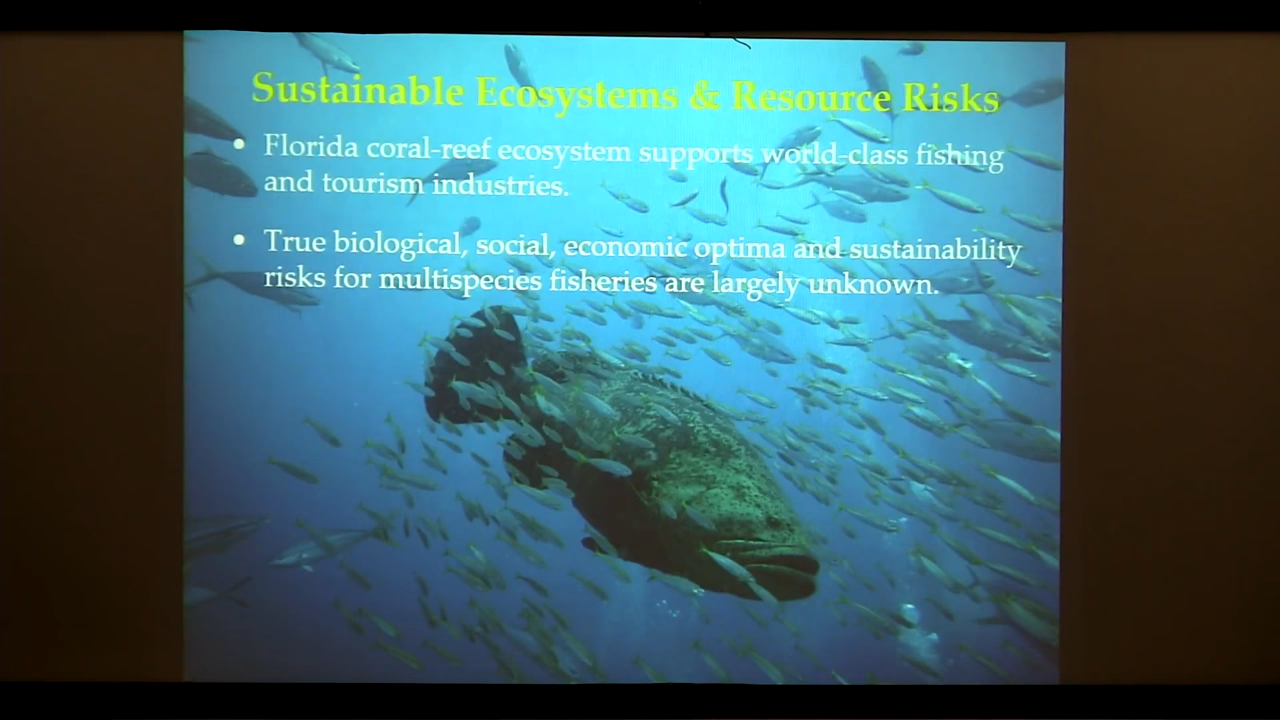 Sustainable Ecosystems & Resource Risks
• Florida coral-reef ecosystem supports world-class fishing
and tourism industries.
• True biological, social, economic optima and sustainability
risks for multispecies fisheries are largely unknown.